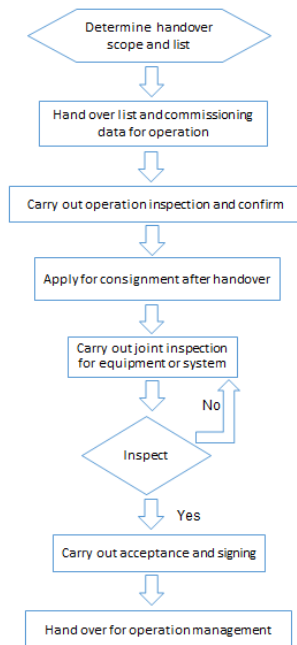 Determine handover
scope and list
Hand over list and commissioning
data for operation
Carry out operation inspection and confirm
Apply for consignment after handover
Carry out joint inspection
for equipment or system
No
Inspect
Yes
Carry out acceptance and signing
Hand over for operation management